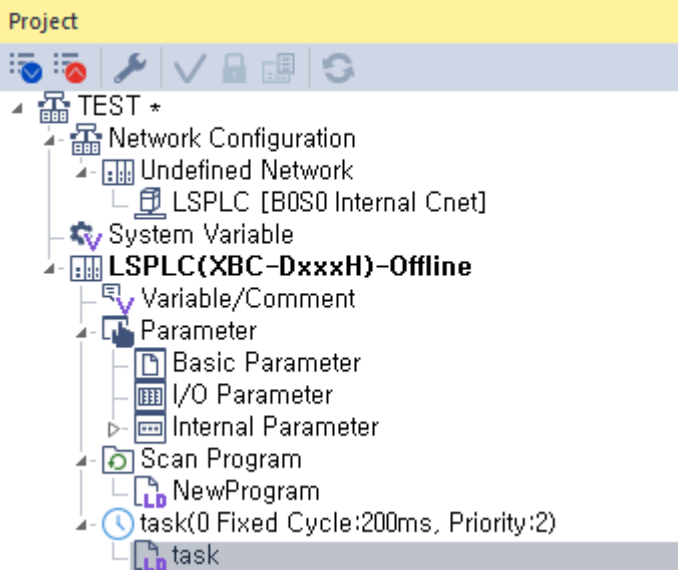 Project
TEST *
Network Configuration
Undefined Network
LSPLC [B0S0 Internal Cnet]
System Variable
LSPLC(XBC-DxxxH)-Offline
Variable/Comment
Parameter
Basic Parameter
I/O Parameter
Internal Parameter
Scan Program
NewProgram
task(0 Fixed Cycle:200ms, Priority:2)
task